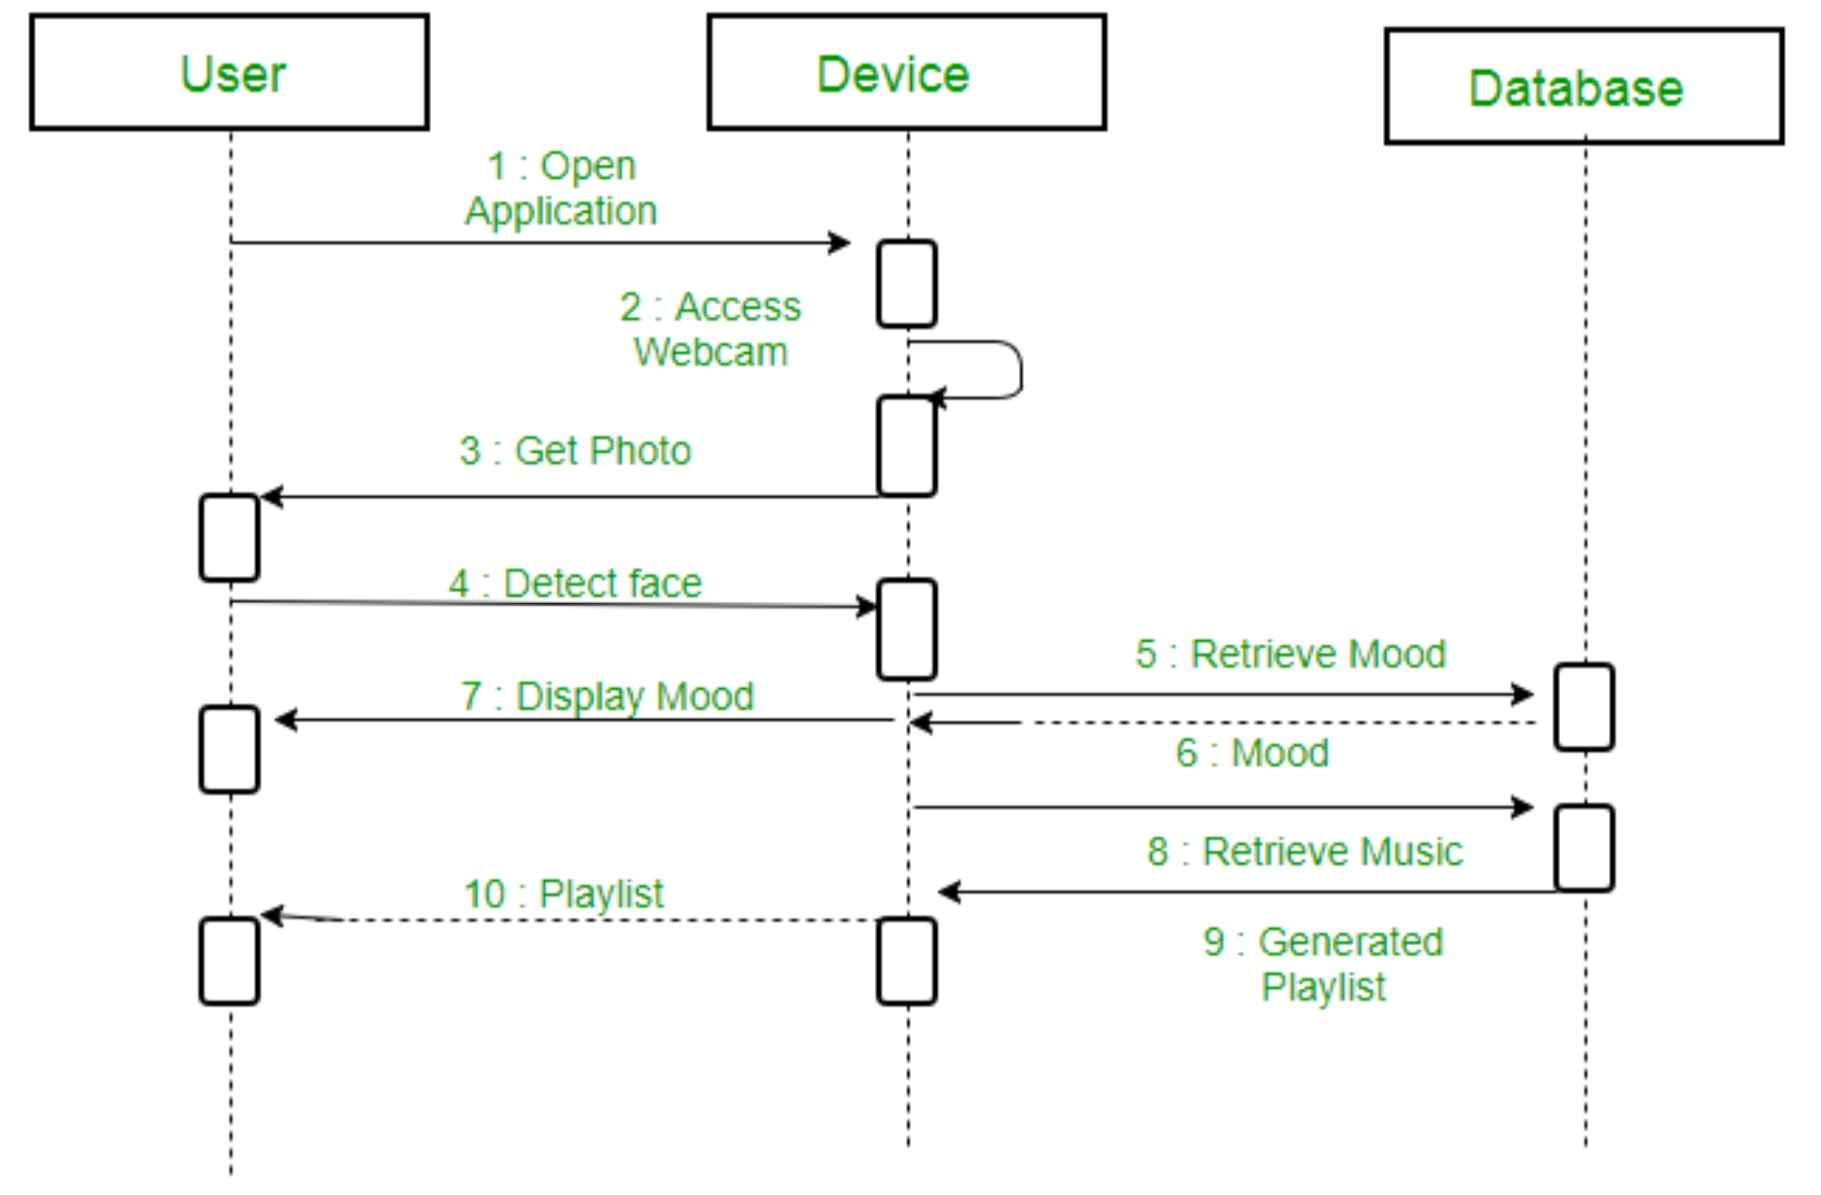 User
Device
Database
1 : Open
Application
2 : Access
Webcam
3 : Get Photo
4 : Detect face
5 : Retrieve Mood
7 : Display Mood
6 : Mood
8 : Retrieve Music
10 : Playlist
9 : Generated
Playlist